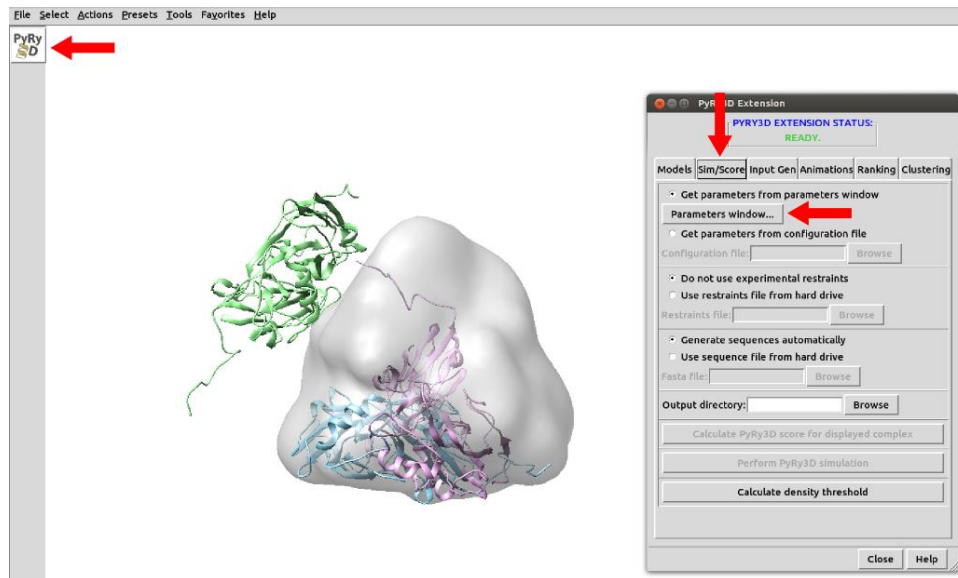 File Select Actions Presets Tools Favorites Help
PyRy
3D
PyRy3D Extension
PYRY3D EXTENSION STATUS:
READY.
Models Sim/Score Input Gen Animations Ranking Clustering
Get parameters from parameters window
Parameters window...
Get parameters from configuration file
Configuration file: Browse
Do not use experimental restraints
Use restraints file from hard drive
Restraints file: Browse
Generate sequences automatically
Use sequence file from hard drive
Fasta file: Browse
Output directory: Browse
Calculate PyRy3D score for displayed complex
Perform PyRy3D simulation
Calculate density threshold
Close Help